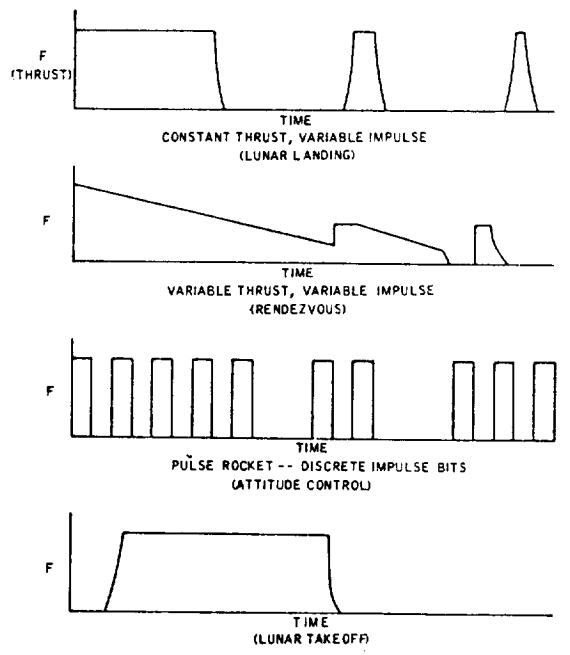 F
(THRUST)
TIME
CONSTANT THRUST, VARIABLE IMPULSE
(LUNAR LANDING)
F
TIME
VARIABLE THRUST, VARIABLE IMPULSE
(RENDEZVOUS)
F
TIME
PULSE ROCKET -- DISCRETE IMPULSE BITS
(ATTITUDE CONTROL)
F
TIME
(LUNAR TAKEOFF)